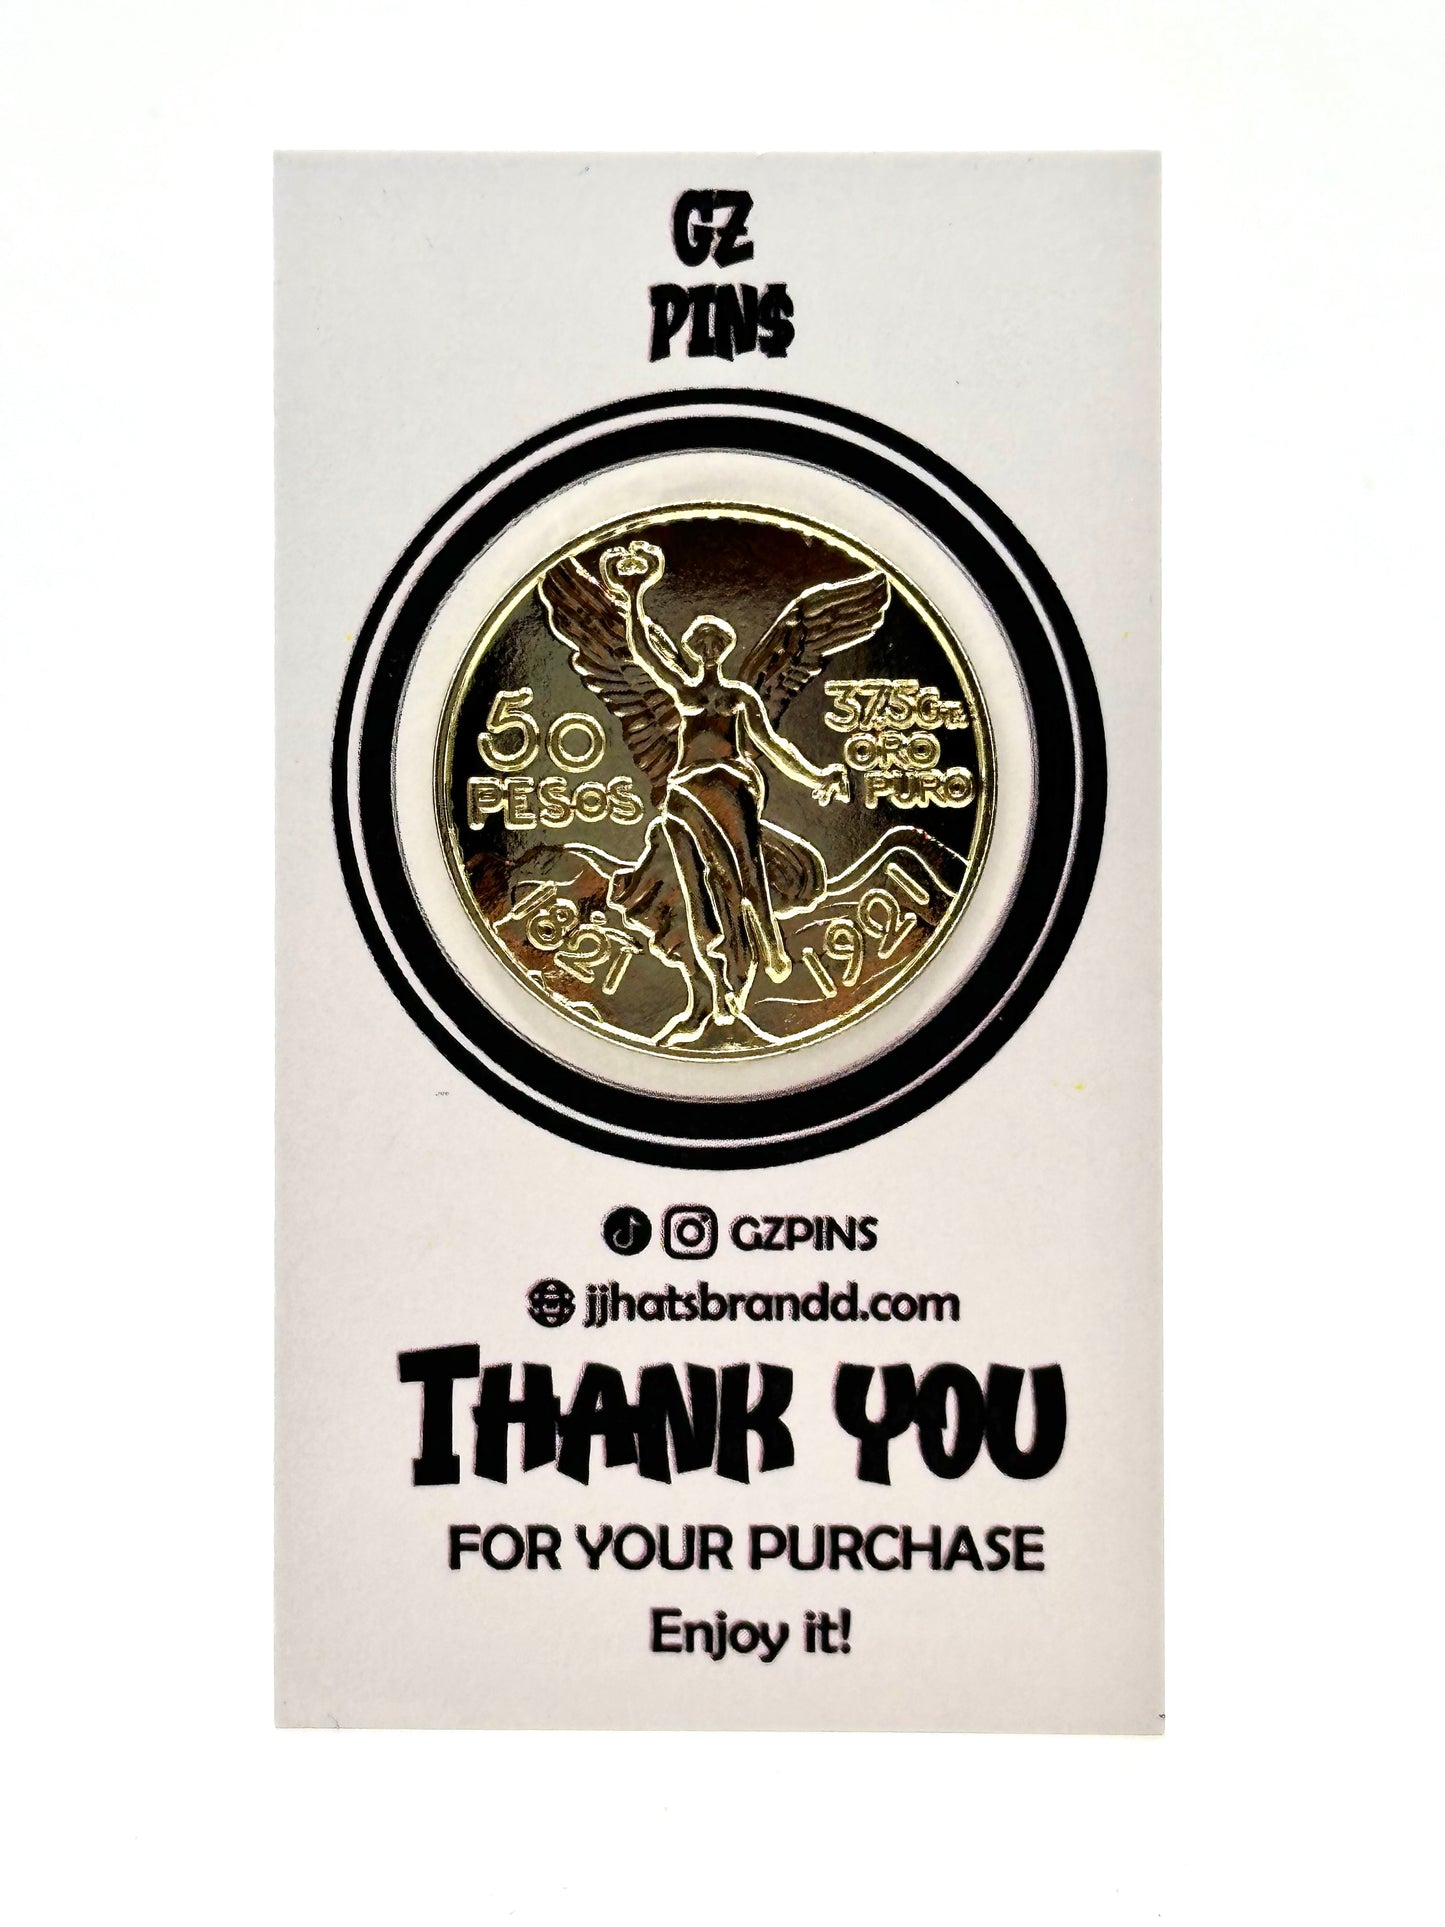 GZ
PIN$
50
PESOS
37.5Gr.
ORO
PURO
1821
1921
GZPINS
jjhatsbrandd.com
THANK YOU
FOR YOUR PURCHASE
Enjoy it!